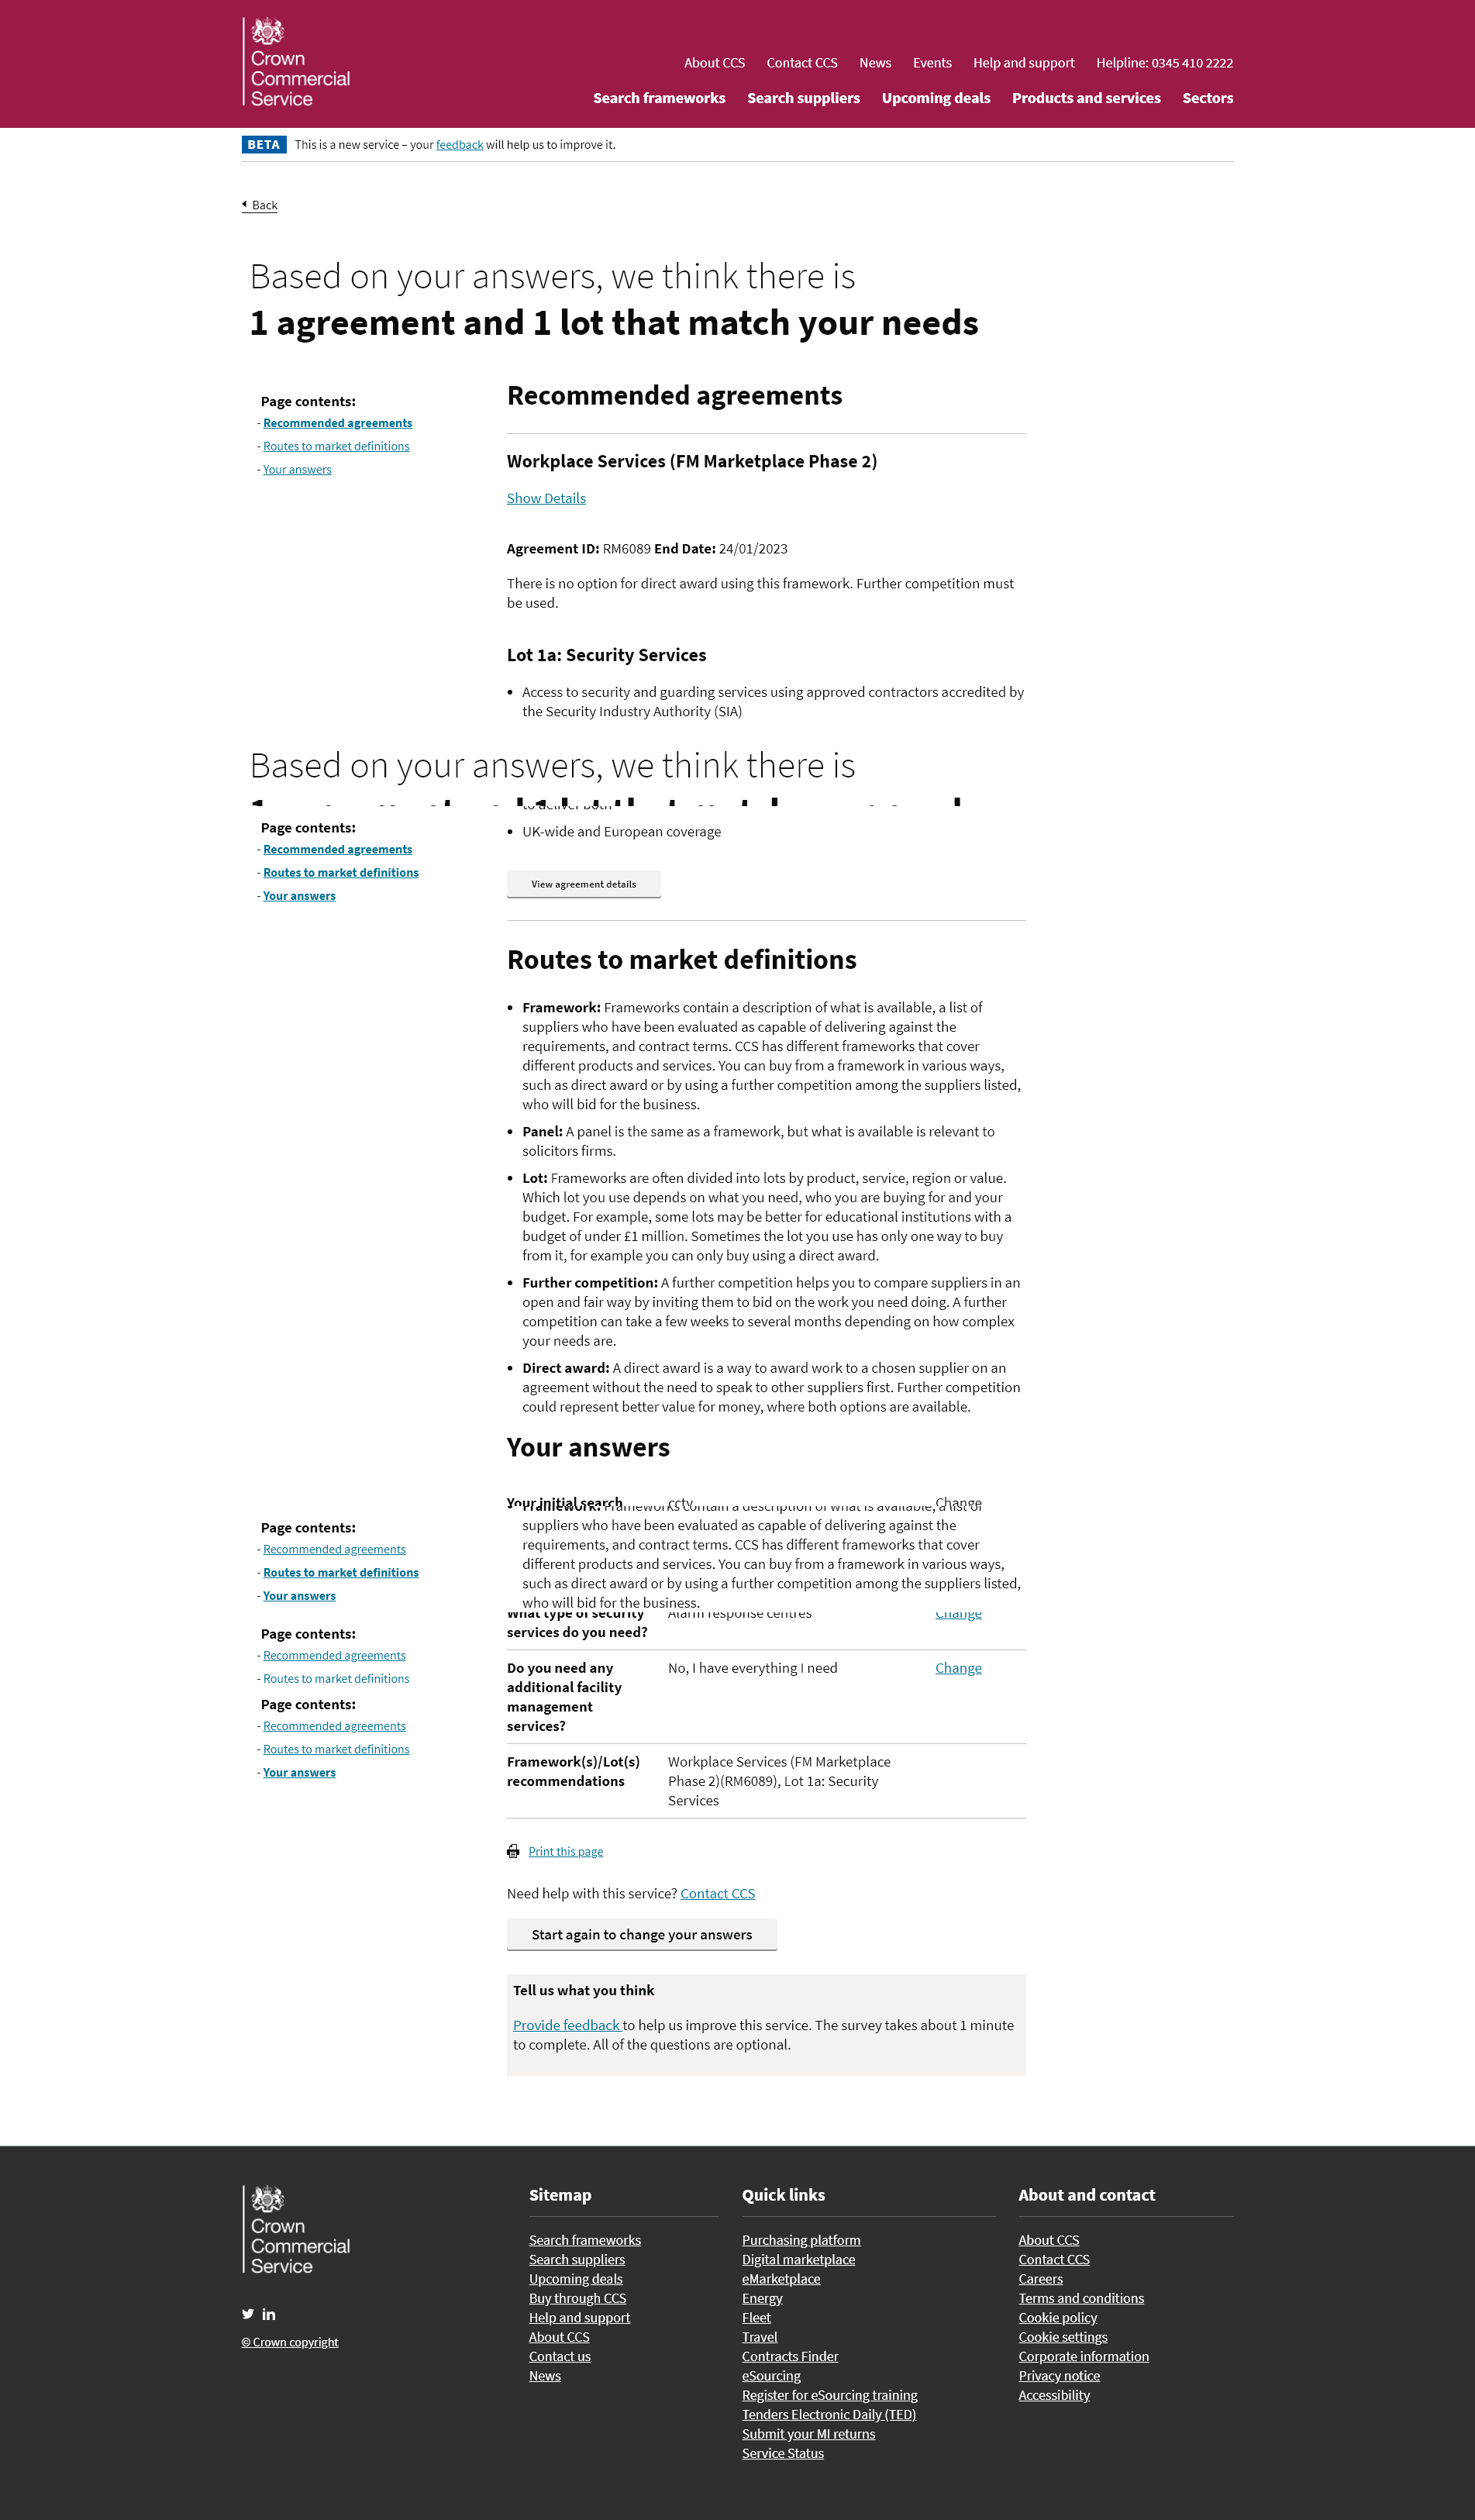 Crown
Commercial
Service
About CCS Contact CCS News Events Help and support Helpline: 0345 410 2222
Search frameworks Search suppliers Upcoming deals Products and services Sectors
BETA This is a new service – your feedback will help us to improve it.
Back
Based on your answers, we think there is
1 agreement and 1 lot that match your needs
Page contents:
- Recommended agreements
- Routes to market definitions
- Your answers
Recommended agreements
Workplace Services (FM Marketplace Phase 2)
Show Details
Agreement ID: RM6089 End Date: 24/01/2023
There is no option for direct award using this framework. Further competition must
be used.
Lot 1a: Security Services
• Access to security and guarding services using approved contractors accredited by
the Security Industry Authority (SIA)
Based on your answers, we think there is
to deliver both
Page contents:
- Recommended agreements
- Routes to market definitions
- Your answers
• UK-wide and European coverage
View agreement details
Routes to market definitions
• Framework: Frameworks contain a description of what is available, a list of
suppliers who have been evaluated as capable of delivering against the
requirements, and contract terms. CCS has different frameworks that cover
different products and services. You can buy from a framework in various ways,
such as direct award or by using a further competition among the suppliers listed,
who will bid for the business.
• Panel: A panel is the same as a framework, but what is available is relevant to
solicitors firms.
• Lot: Frameworks are often divided into lots by product, service, region or value.
Which lot you use depends on what you need, who you are buying for and your
budget. For example, some lots may be better for educational institutions with a
budget of under £1 million. Sometimes the lot you use has only one way to buy
from it, for example you can only buy using a direct award.
• Further competition: A further competition helps you to compare suppliers in an
open and fair way by inviting them to bid on the work you need doing. A further
competition can take a few weeks to several months depending on how complex
your needs are.
• Direct award: A direct award is a way to award work to a chosen supplier on an
agreement without the need to speak to other suppliers first. Further competition
could represent better value for money, where both options are available.
Your answers
Your initial search cctv Change
Framework: Frameworks contain a description of what is available, a list of
suppliers who have been evaluated as capable of delivering against the
requirements, and contract terms. CCS has different frameworks that cover
different products and services. You can buy from a framework in various ways,
such as direct award or by using a further competition among the suppliers listed,
who will bid for the business.
Page contents:
- Recommended agreements
- Routes to market definitions
- Your answers
What type of security Alarm response centres Change
services do you need?
Page contents:
- Recommended agreements
- Routes to market definitions
Page contents:
- Recommended agreements
- Routes to market definitions
- Your answers
Do you need any No, I have everything I need Change
additional facility
management
services?
Framework(s)/Lot(s) Workplace Services (FM Marketplace
recommendations Phase 2)(RM6089), Lot 1a: Security
Services
Print this page
Need help with this service? Contact CCS
Start again to change your answers
Tell us what you think
Provide feedback to help us improve this service. The survey takes about 1 minute
to complete. All of the questions are optional.
Crown
Commercial
Service
in
© Crown copyright
Sitemap
Search frameworks
Search suppliers
Upcoming deals
Buy through CCS
Help and support
About CCS
Contact us
News
Quick links
Purchasing platform
Digital marketplace
eMarketplace
Energy
Fleet
Travel
Contracts Finder
eSourcing
Register for eSourcing training
Tenders Electronic Daily (TED)
Submit your MI returns
Service Status
About and contact
About CCS
Contact CCS
Careers
Terms and conditions
Cookie policy
Cookie settings
Corporate information
Privacy notice
Accessibility